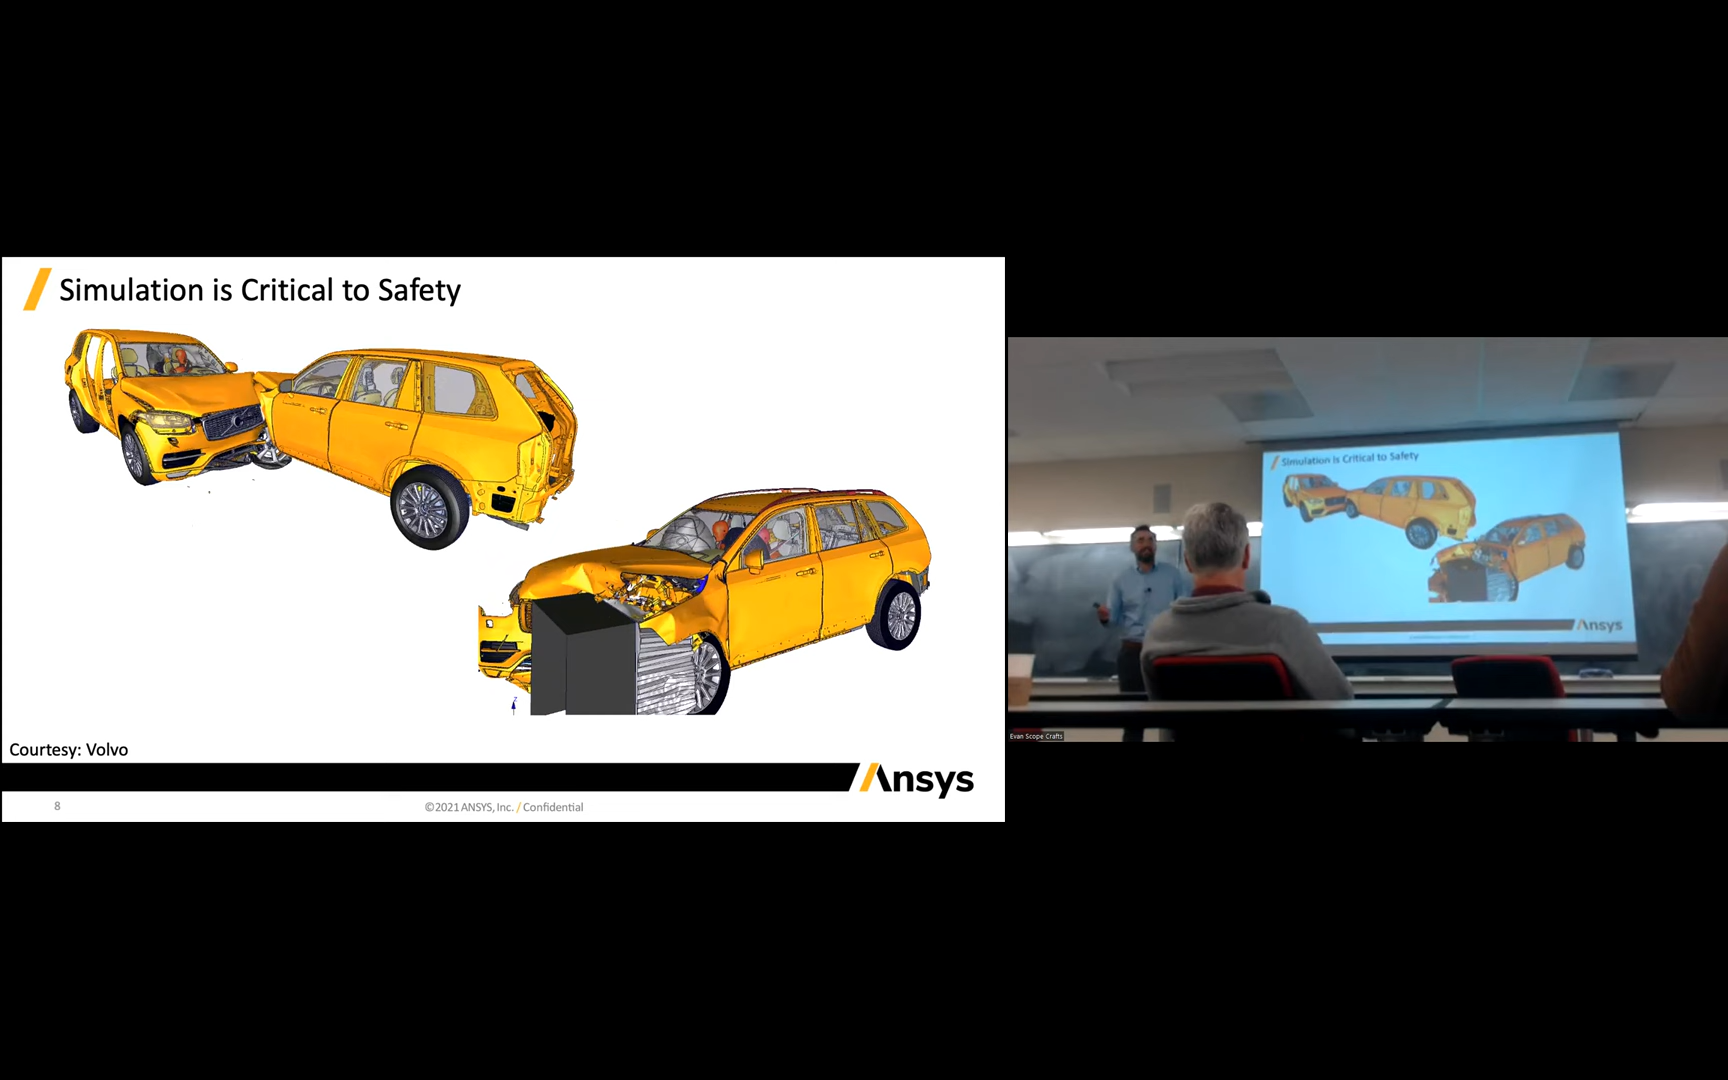 Simulation is Critical to Safety
Courtesy: Volvo
Ansys
8
©2021 ANSYS, Inc. / Confidential
Simulation is Critical to Safety
Ansys
Evan Scope Crafts